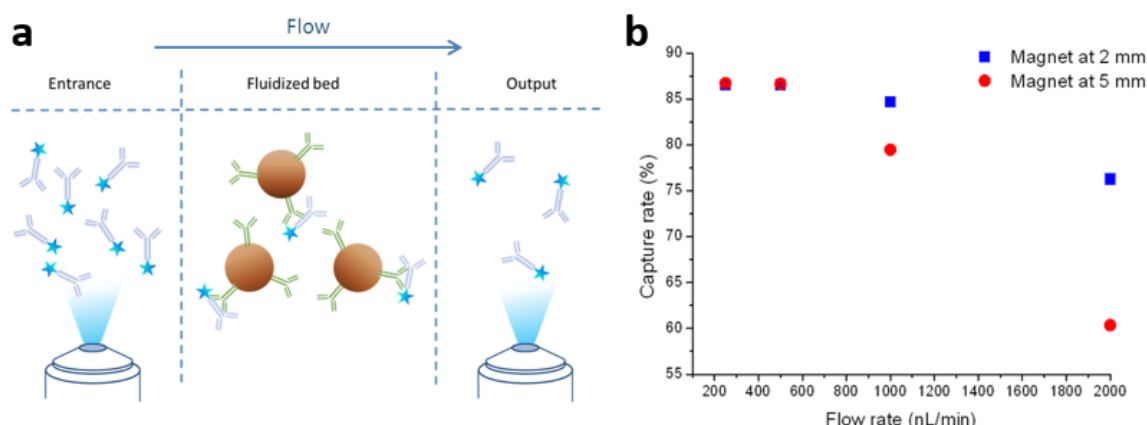 a
Flow
Entrance
Fluidized bed
Output
b
Magnet at 2 mm
Magnet at 5 mm
Capture rate (%)
90
85
80
75
70
65
60
55
200 400 600 800 1000 1200 1400 1600 1800 2000
Flow rate (nL/min)